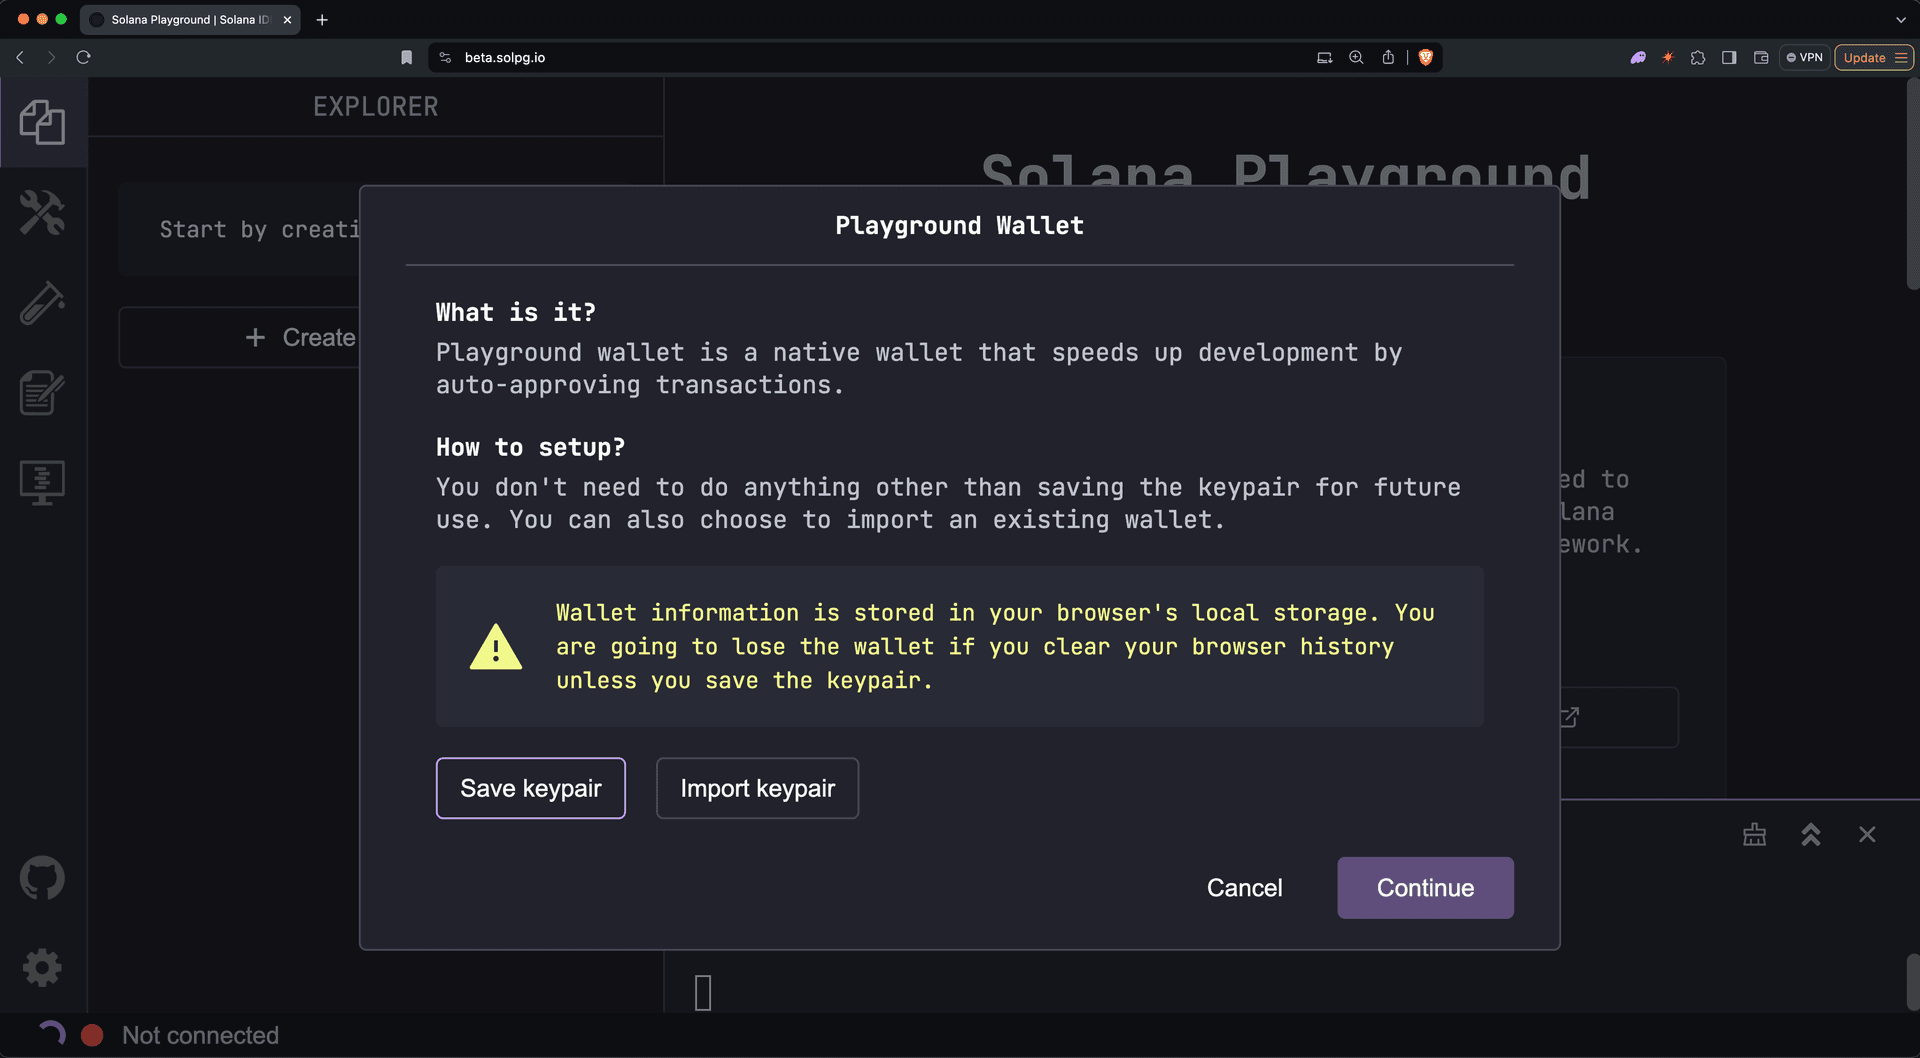 Solana Playground | Solana ID
beta.solpg.io
VPN
Update
EXPLORER
Solana Playground
Start by creati
Create
Playground Wallet
What is it?
Playground wallet is a native wallet that speeds up development by
auto-approving transactions.
How to setup?
You don't need to do anything other than saving the keypair for future
use. You can also choose to import an existing wallet.
ed to
lana
ework.
Wallet information is stored in your browser's local storage. You
are going to lose the wallet if you clear your browser history
unless you save the keypair.
Save keypair
Import keypair
Cancel
Continue
Not connected